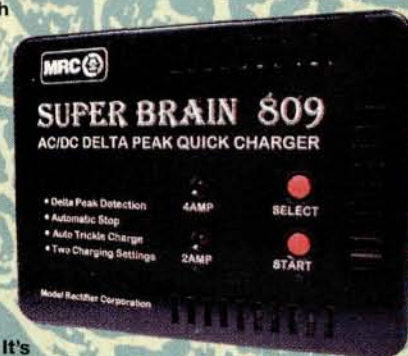 h
MRC
SUPER BRAIN 809
AC/DC DELTA PEAK QUICK CHARGER
• Delta Peak Detection
• Automatic Stop
• Auto Trickle Charge
• Two Charging Settings
4AMP
SELECT
2AMP
START
Model Rectifier Corporation
It's